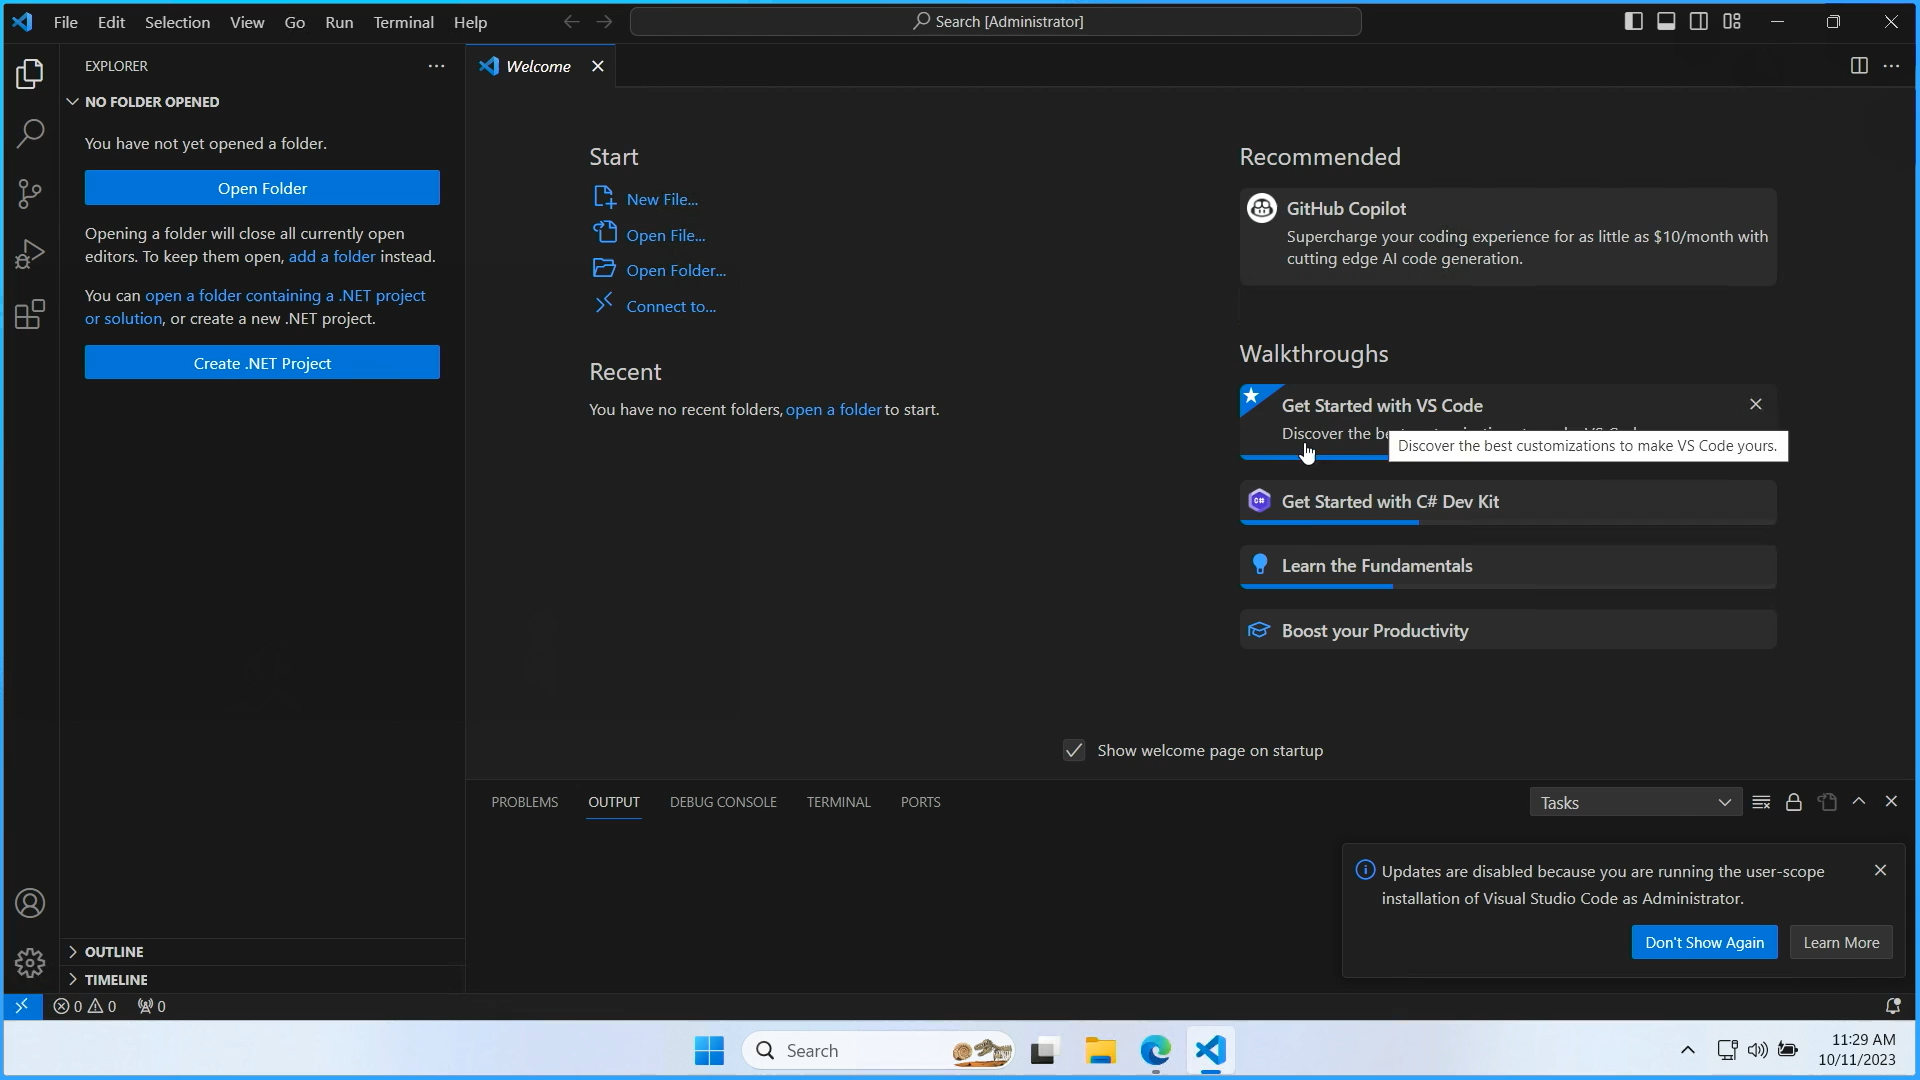 File Edit Selection View Go Run Terminal Help
Search [Administrator]
EXPLORER
NO FOLDER OPENED
You have not yet opened a folder.
Open Folder
Opening a folder will close all currently open
editors. To keep them open, add a folder instead.
You can open a folder containing a .NET project
or solution, or create a new .NET project.
Create .NET Project
OUTLINE
TIMELINE
Welcome
Start
New File...
Open File...
Open Folder...
Connect to...
Recent
You have no recent folders, open a folder to start.
Recommended
GitHub Copilot
Supercharge your coding experience for as little as $10/month with
cutting edge AI code generation.
Walkthroughs
Get Started with VS Code
Discover the
Discover the best customizations to make VS Code yours.
C#
Get Started with C# Dev Kit
Learn the Fundamentals
Boost your Productivity
Show welcome page on startup
PROBLEMS OUTPUT DEBUG CONSOLE TERMINAL PORTS
Tasks
Updates are disabled because you are running the user-scope
installation of Visual Studio Code as Administrator.
Don't Show Again Learn More
0 0 0
Search
11:29 AM
10/11/2023